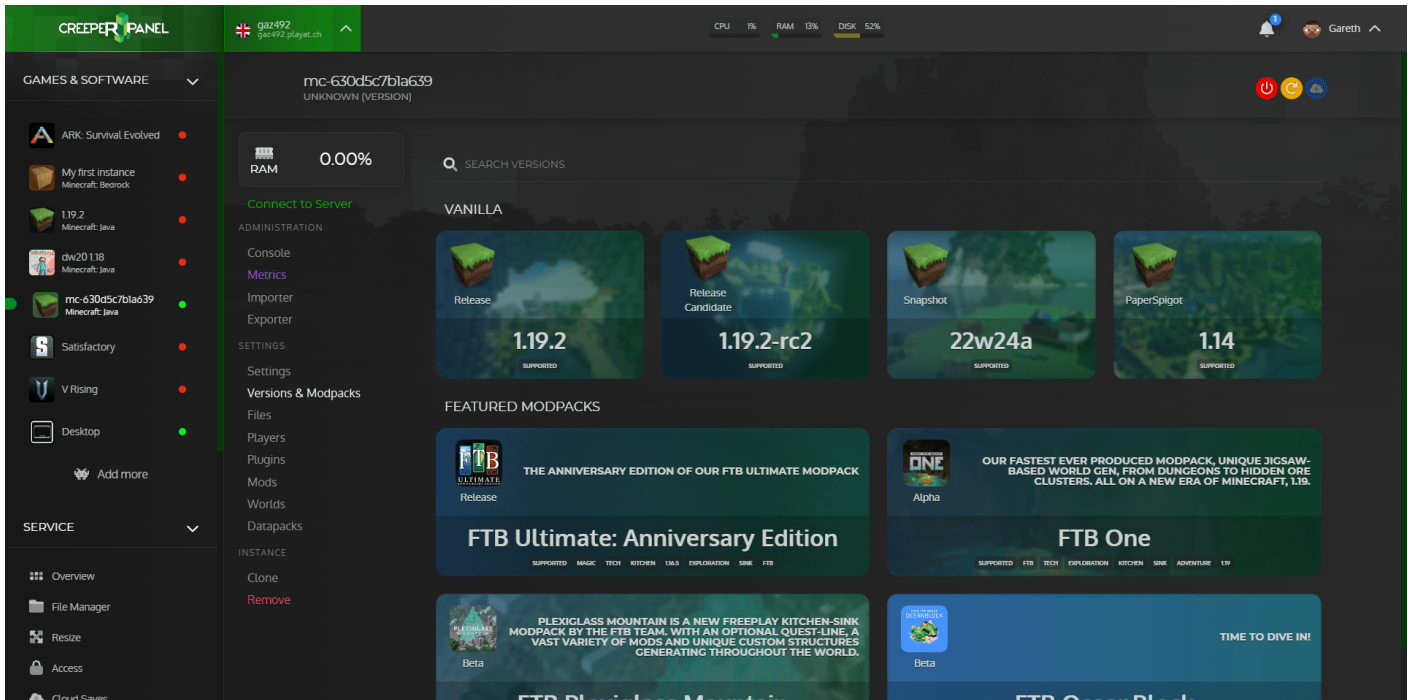 CREEPER PANEL
gaz492
gaz492.playat.ch
CPU 1% RAM 13% DISK 52%
1
Gareth
GAMES & SOFTWARE
ARK: Survival Evolved
My first instance
Minecraft: Bedrock
1.19.2
Minecraft: Java
dw20 1.18
Minecraft: Java
mc-630d5c7b1a639
Minecraft: Java
Satisfactory
V Rising
Desktop
Add more
SERVICE
Overview
File Manager
Resize
Access
Cloud Saves
mc-630d5c7b1a639
UNKNOWN (VERSION)
RAM
0.00%
Connect to Server
ADMINISTRATION
Console
Metrics
Importer
Exporter
SETTINGS
Settings
Versions & Modpacks
Files
Players
Plugins
Mods
Worlds
Datapacks
INSTANCE
Clone
Remove
SEARCH VERSIONS
VANILLA
Release
1.19.2
SUPPORTED
Release
Candidate
1.19.2-rc2
SUPPORTED
Snapshot
22w24a
SUPPORTED
PaperSpigot
1.14
SUPPORTED
FEATURED MODPACKS
FTB
ULTIMATE
Release
THE ANNIVERSARY EDITION OF OUR FTB ULTIMATE MODPACK
FTB Ultimate: Anniversary Edition
SUPPORTED MAGIC TECH KITCHEN 1.16.5 EXPLORATION SINK FTB
ONE
Alpha
OUR FASTEST EVER PRODUCED MODPACK, UNIQUE JIGSAW-
BASED WORLD GEN, FROM DUNGEONS TO HIDDEN ORE
CLUSTERS. ALL ON A NEW ERA OF MINECRAFT, 1.19.
FTB One
SUPPORTED FTB TECH EXPLORATION KITCHEN SINK ADVENTURE 1.19
PLEXIGLASS
MOUNTAIN
Beta
PLEXIGLASS MOUNTAIN IS A NEW FREEPLAY KITCHEN-SINK
MODPACK BY THE FTB TEAM. WITH AN OPTIONAL QUEST-LINE, A
VAST VARIETY OF MODS AND UNIQUE CUSTOM STRUCTURES
GENERATING THROUGHOUT THE WORLD.
FTB Plexiglass Mountain
OCEANBLOCK
Beta
TIME TO DIVE IN!
FTB OceanBlock